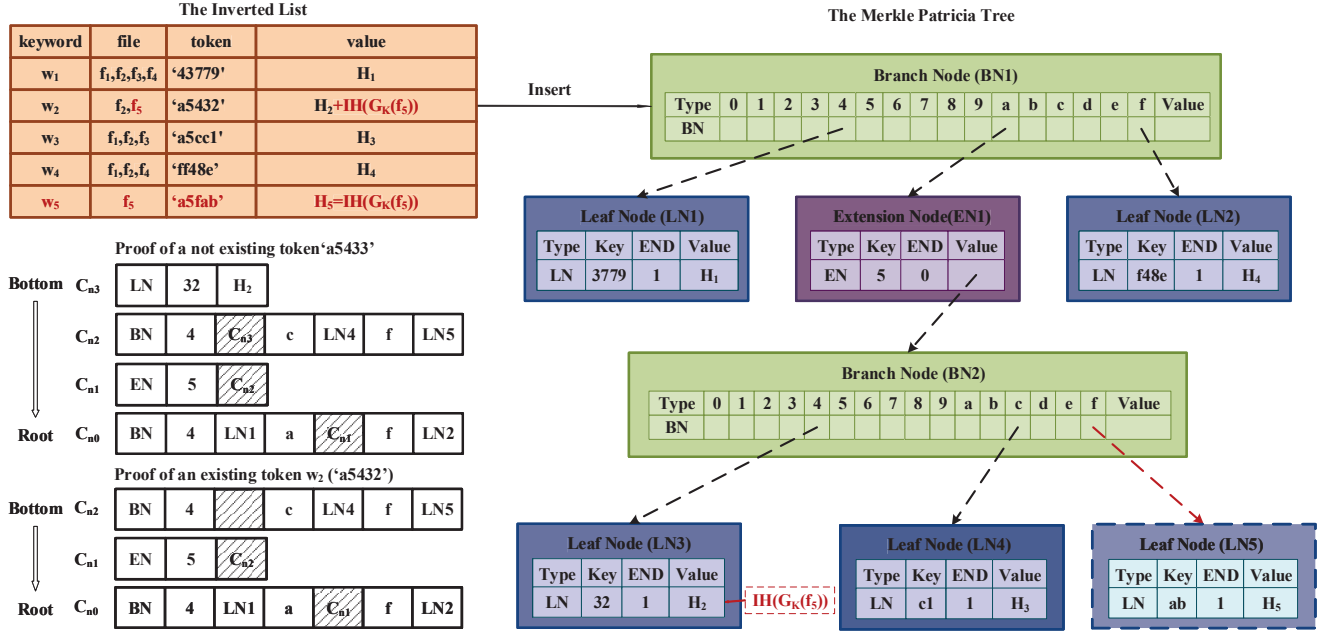 The Inverted List
keyword file token value
w1 f1,f2,f3,f4 ‘43779’ H1
w2 f2,f5 ‘a5432’ H2+IH(GK(f5))
w3 f1,f2,f3 ‘a5cc1’ H3
w4 f1,f2,f4 ‘ff48e’ H4
w5 f5 ‘a5fab’ H5=IH(GK(f5))
Insert
Proof of a not existing token‘a5433’
Bottom Cn3 LN 32 H2
Cn2 BN 4 Cn3 c LN4 f LN5
Cn1 EN 5 Cn2
Root Cn0 BN 4 LN1 a Cn1 f LN2
Proof of an existing token w2 (‘a5432’)
Bottom Cn2 BN 4 c LN4 f LN5
Cn1 EN 5 Cn2
Root Cn0 BN 4 LN1 a Cn1 f LN2
The Merkle Patricia Tree
Branch Node (BN1)
Type 0 1 2 3 4 5 6 7 8 9 a b c d e f Value
BN
Leaf Node (LN1)
Type Key END Value
LN 3779 1 H1
Extension Node(EN1)
Type Key END Value
EN 5 0
Leaf Node (LN2)
Type Key END Value
LN f48e 1 H4
Branch Node (BN2)
Type 0 1 2 3 4 5 6 7 8 9 a b c d e f Value
BN
Leaf Node (LN3)
Type Key END Value
LN 32 1 H2
IH(GK(f5))
Leaf Node (LN4)
Type Key END Value
LN c1 1 H3
Leaf Node (LN5)
Type Key END Value
LN ab 1 H5